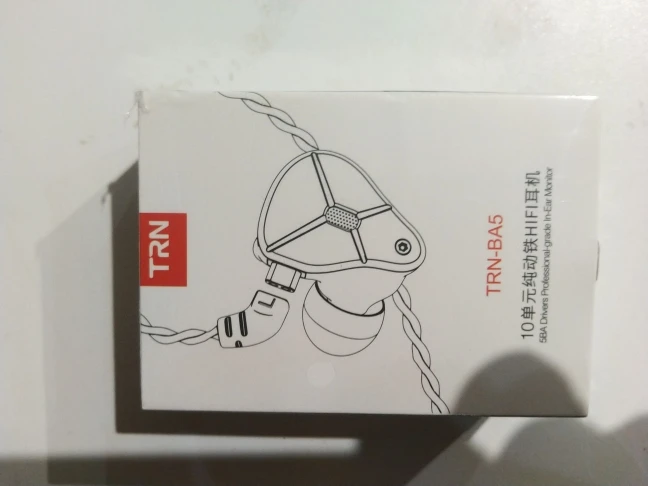 TRN
TRN-BA5
10单元纯动铁HIFI耳机
5BA Drivers Professional-grade In-Ear Monitor
L